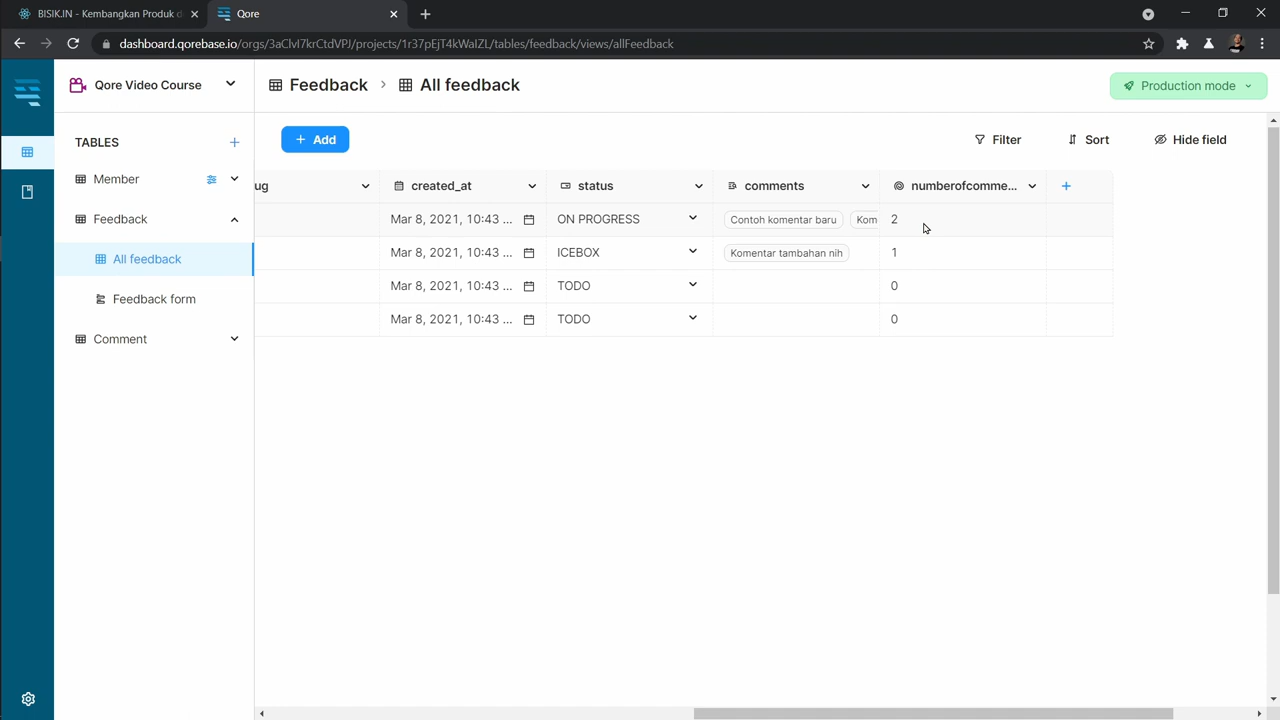 BISIK.IN - Kembangkan Produk d
Qore
dashboard.qorebase.io/orgs/3aClvI7krCtdVPJ/projects/1r37pEjT4kWaIZL/tables/feedback/views/allFeedback
Qore Video Course
Feedback > All feedback
Production mode
TABLES
+ Add
Filter
Sort
Hide field
Member
Feedback
All feedback
Feedback form
Comment
ug
created_at
status
comments
numberofcomme...
Mar 8, 2021, 10:43 ...
ON PROGRESS
Contoh komentar baru
Kom
2
Mar 8, 2021, 10:43 ...
ICEBOX
Komentar tambahan nih
1
Mar 8, 2021, 10:43 ...
TODO
0
Mar 8, 2021, 10:43 ...
TODO
0